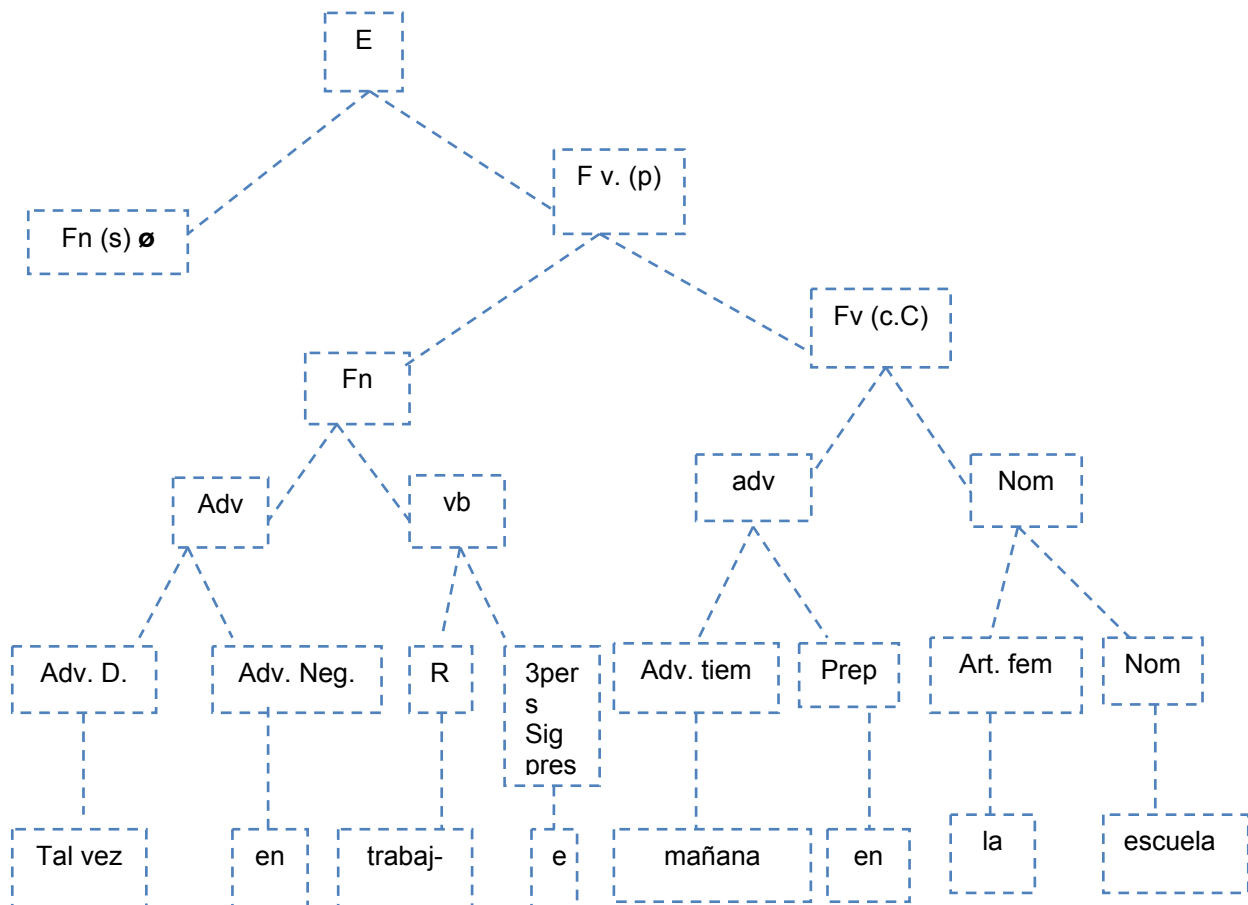 E
F v. (p)
Fn (s) ø
Fv (c.C)
Fn
Adv
vb
adv
Nom
Adv. D.
Adv. Neg.
R
3per
s
Sig
pres
Adv. tiem
Prep
Art. fem
Nom
Tal vez
en
trabaj-
e
mañana
en
la
escuela